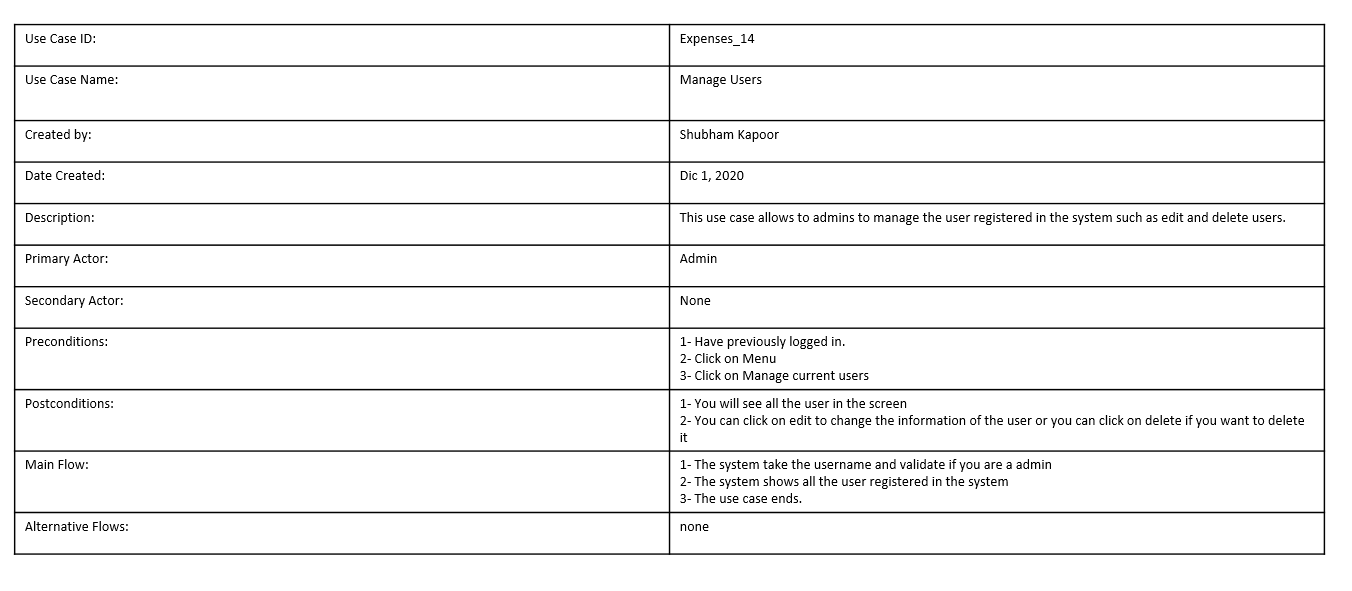 Use Case ID: Expenses_14
Use Case Name: Manage Users
Created by: Shubham Kapoor
Date Created: Dic 1, 2020
Description: This use case allows to admins to manage the user registered in the system such as edit and delete users.
Primary Actor: Admin
Secondary Actor: None
Preconditions: 1- Have previously logged in.
2- Click on Menu
3- Click on Manage current users
Postconditions: 1- You will see all the user in the screen
2- You can click on edit to change the information of the user or you can click on delete if you want to delete
it
Main Flow: 1- The system take the username and validate if you are a admin
2- The system shows all the user registered in the system
3- The use case ends.
Alternative Flows: none